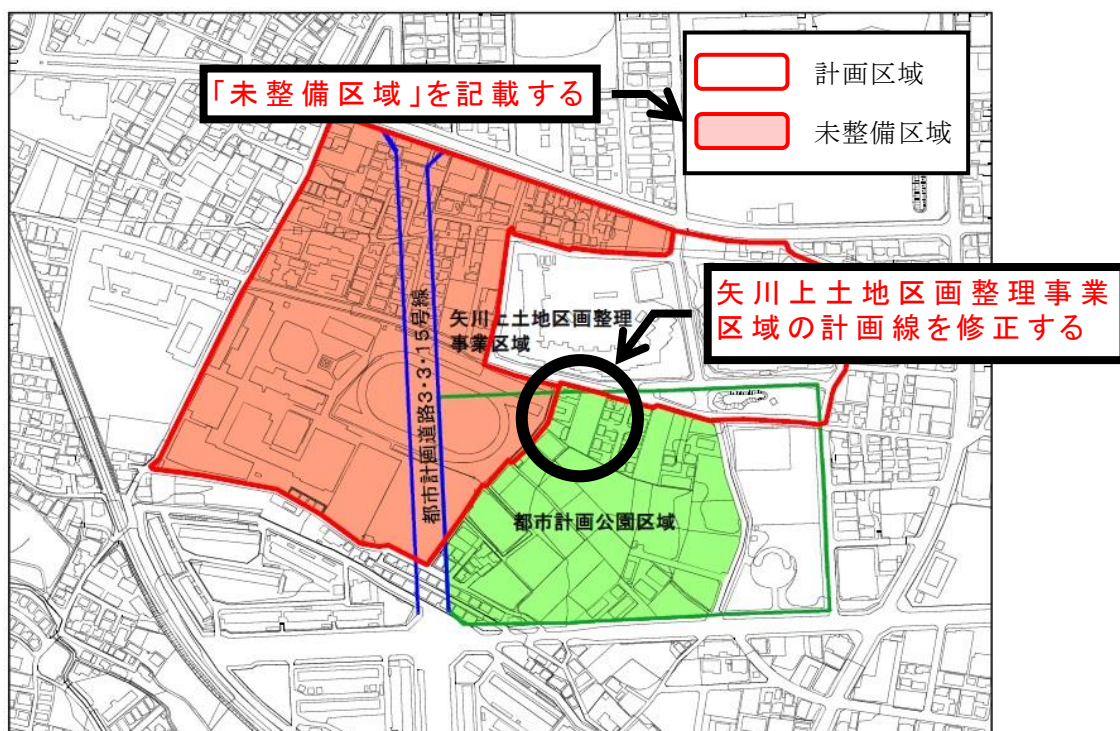 「未整備区域」を記載する
計画区域
未整備区域
矢川上土地区画整理事業
区域の計画線を修正する
矢川上土地区画整理
事業区域
都市計画道路3・3・15号線
都市計画公園区域